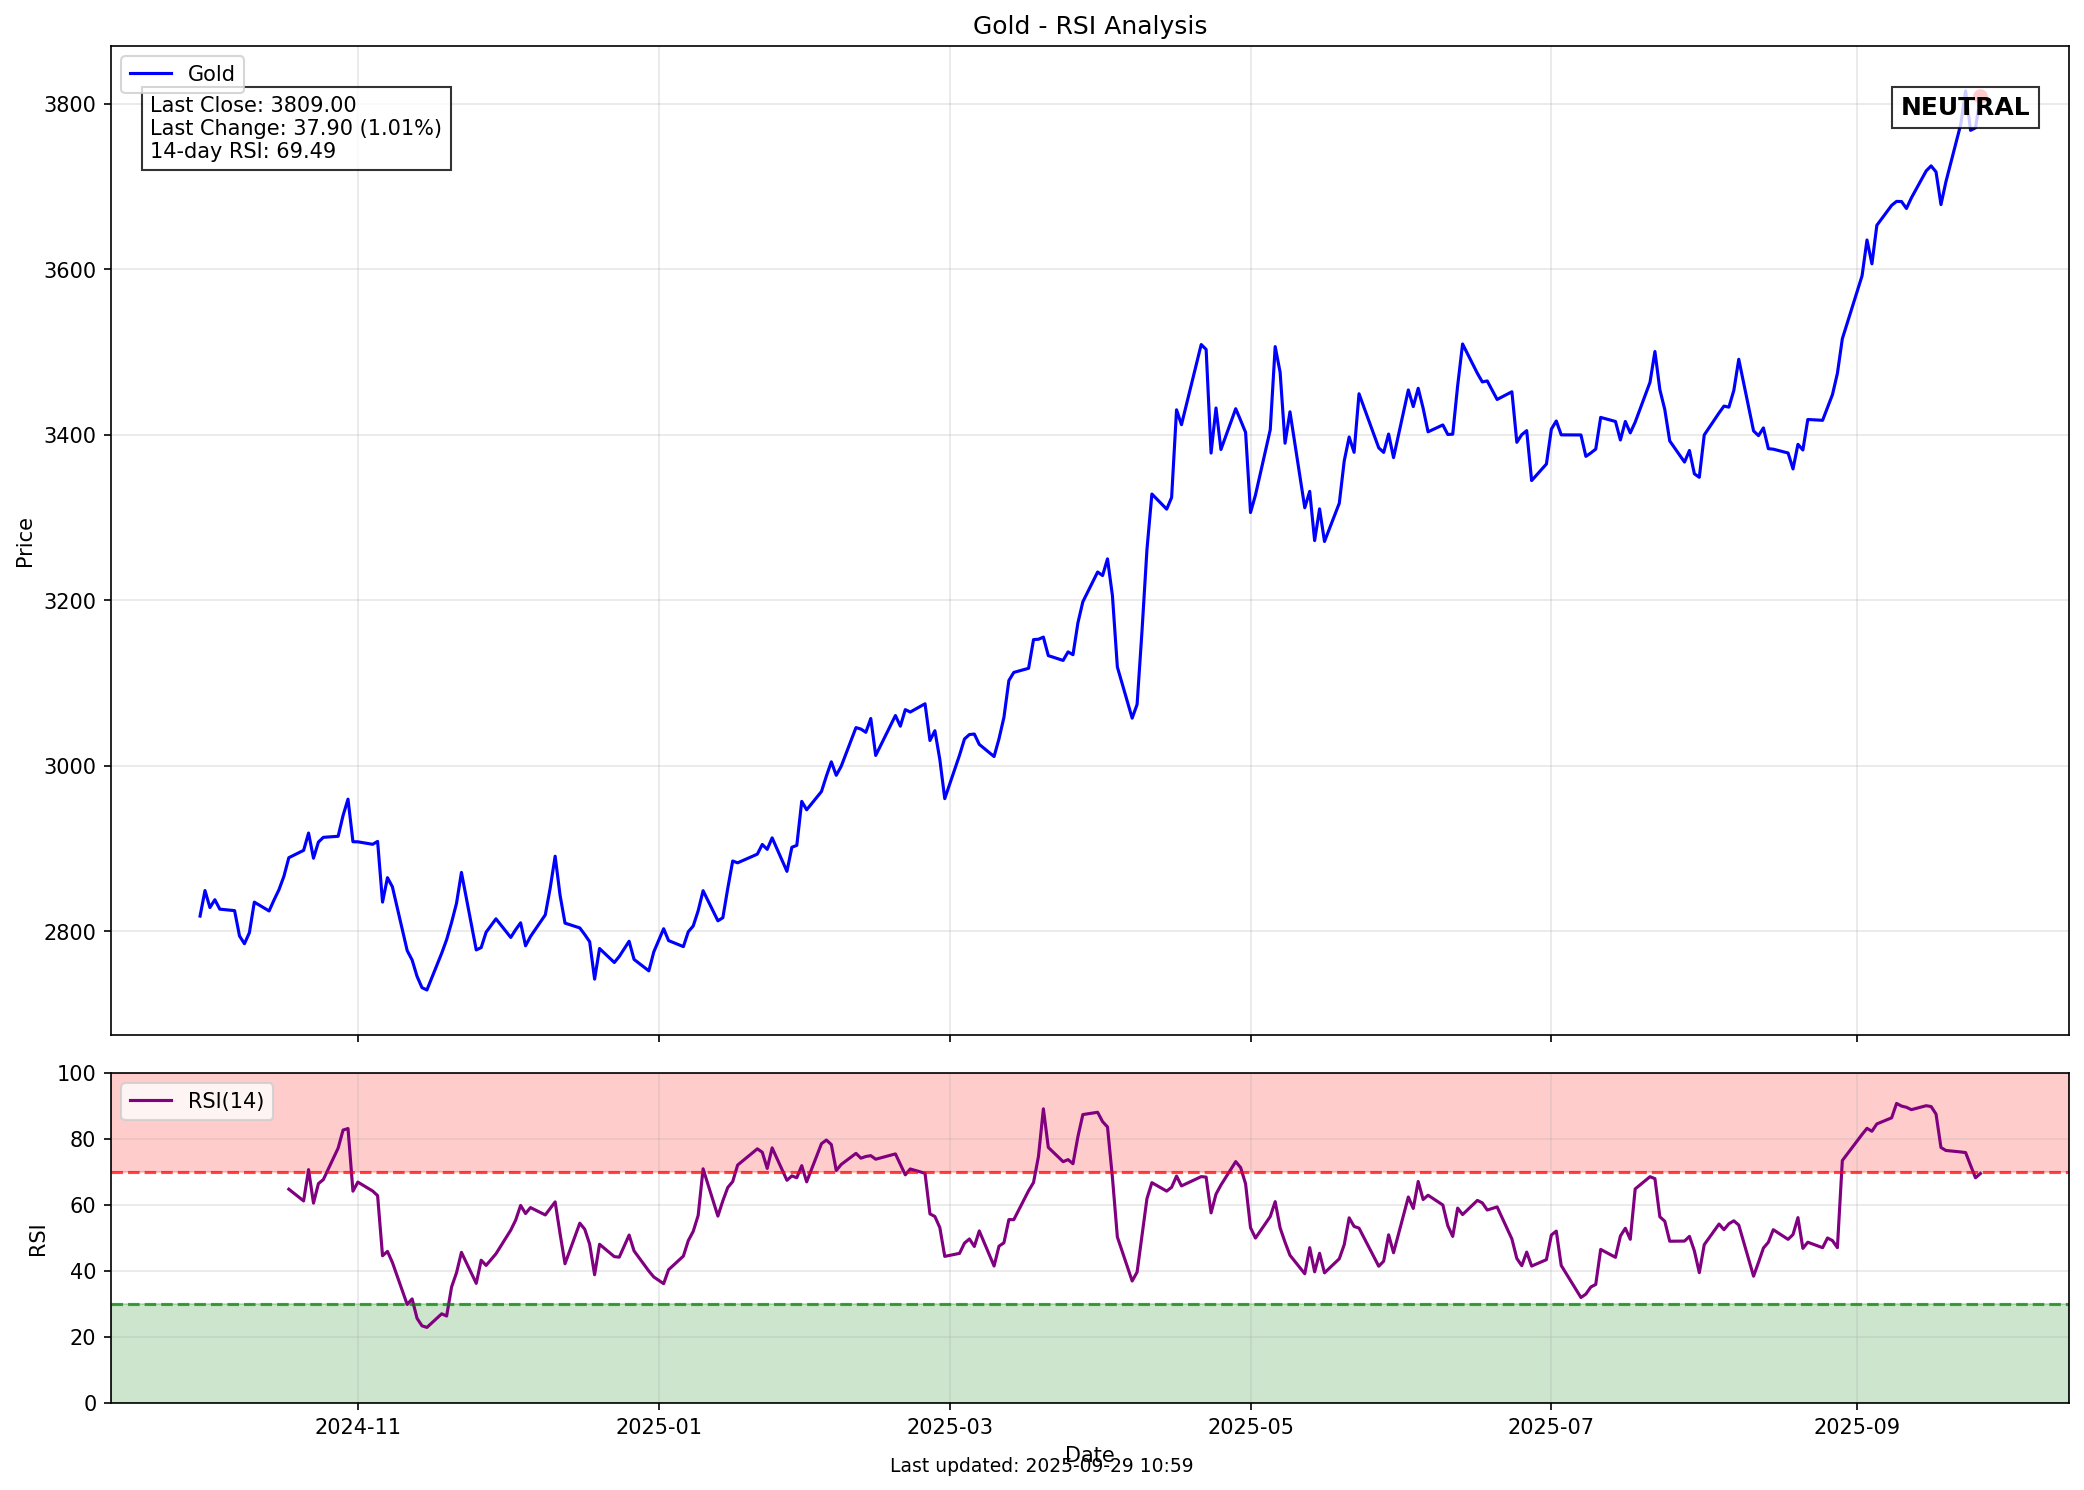 Gold - RSI Analysis
Gold
Last Close: 3809.00
Last Change: 37.90 (1.01%)
14-day RSI: 69.49
NEUTRAL
3800
3600
3400
3200
3000
2800
Price
RSI(14)
100
80
60
40
20
0
RSI
2024-11
2025-01
2025-03
2025-05
2025-07
2025-09
Date
Last updated: 2025-09-29 10:59